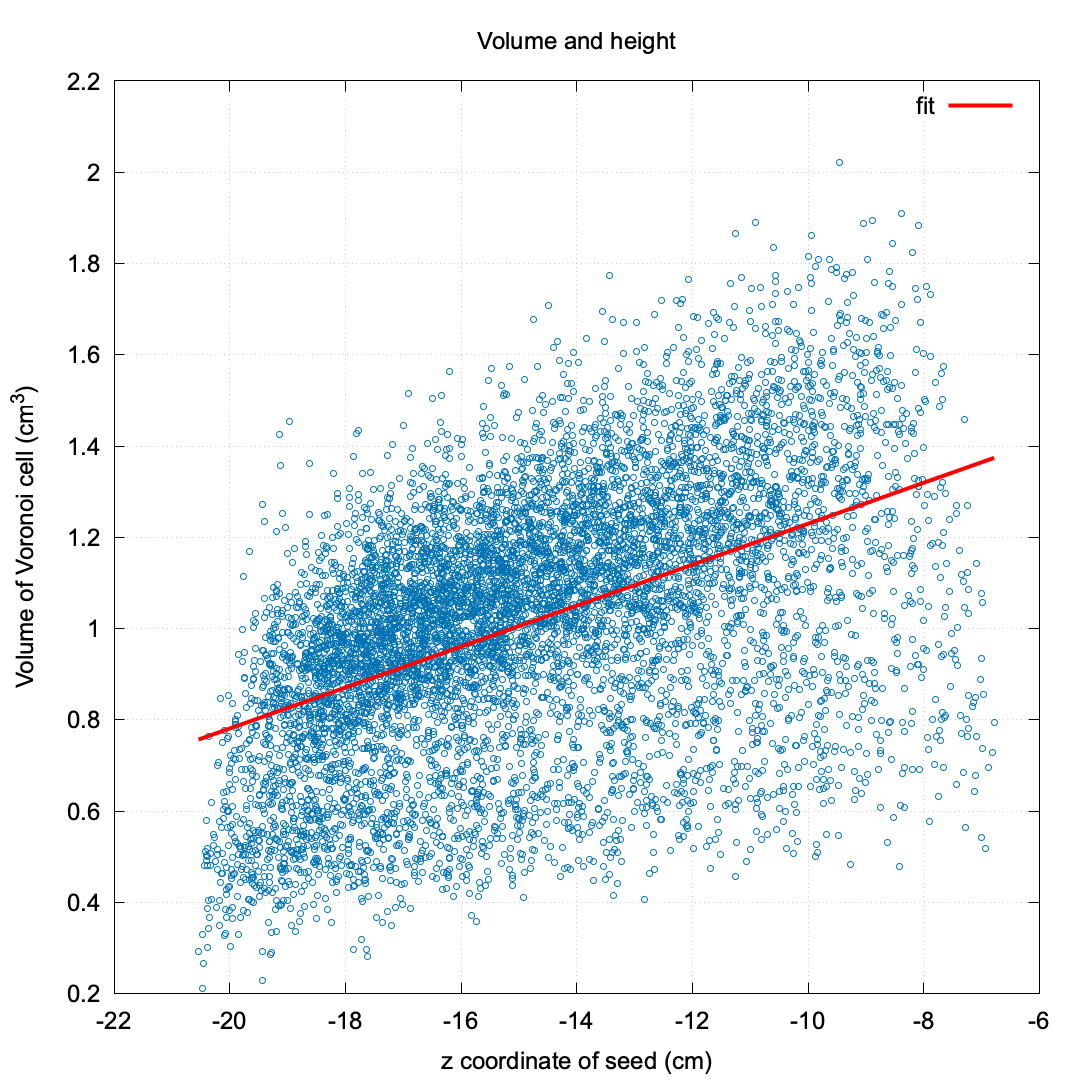 Volume and height
fit
2.2
2
1.8
1.6
1.4
1.2
1
0.8
0.6
0.4
0.2
Volume of Voronoi cell (cm³)
-22 -20 -18 -16 -14 -12 -10 -8 -6
z coordinate of seed (cm)